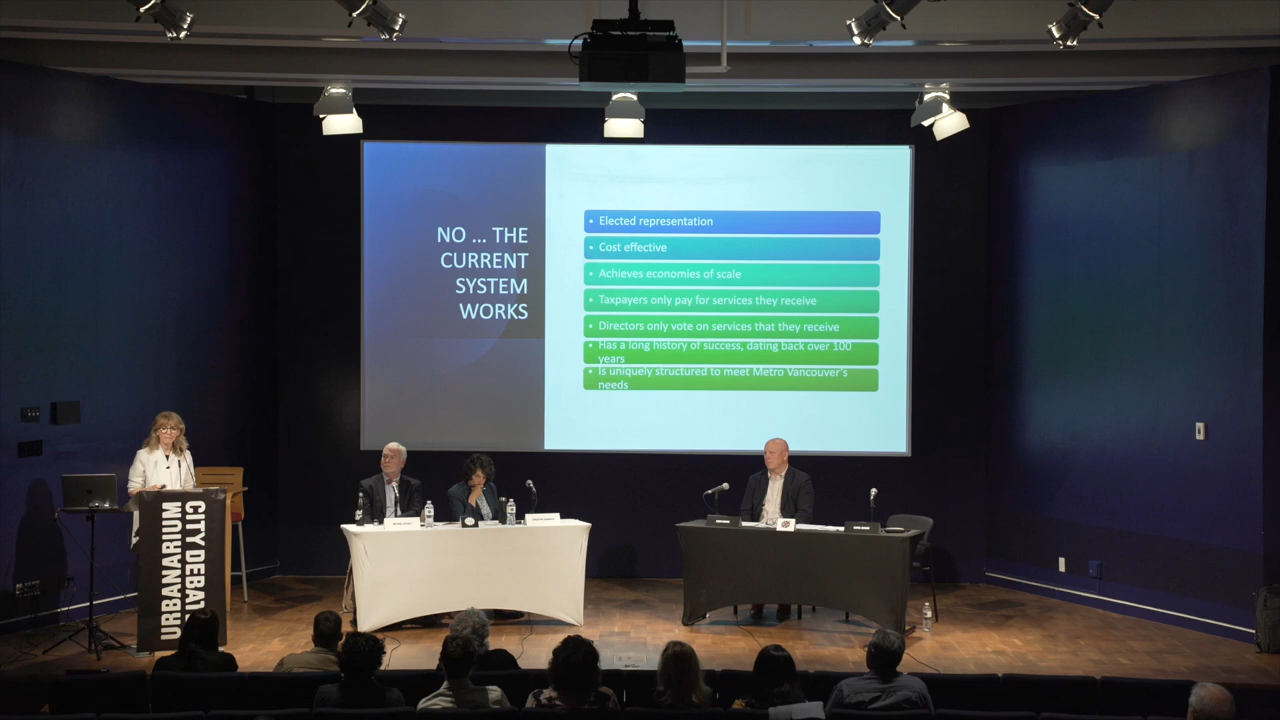 NO ... THE
CURRENT
SYSTEM
WORKS
• Elected representation
• Cost effective
• Achieves economies of scale
• Taxpayers only pay for services they receive
• Directors only vote on services that they receive
• Has a long history of success, dating back over 100
years
• Is uniquely structured to meet Metro Vancouver's
needs
CITY DEBAT
URBANARIUM